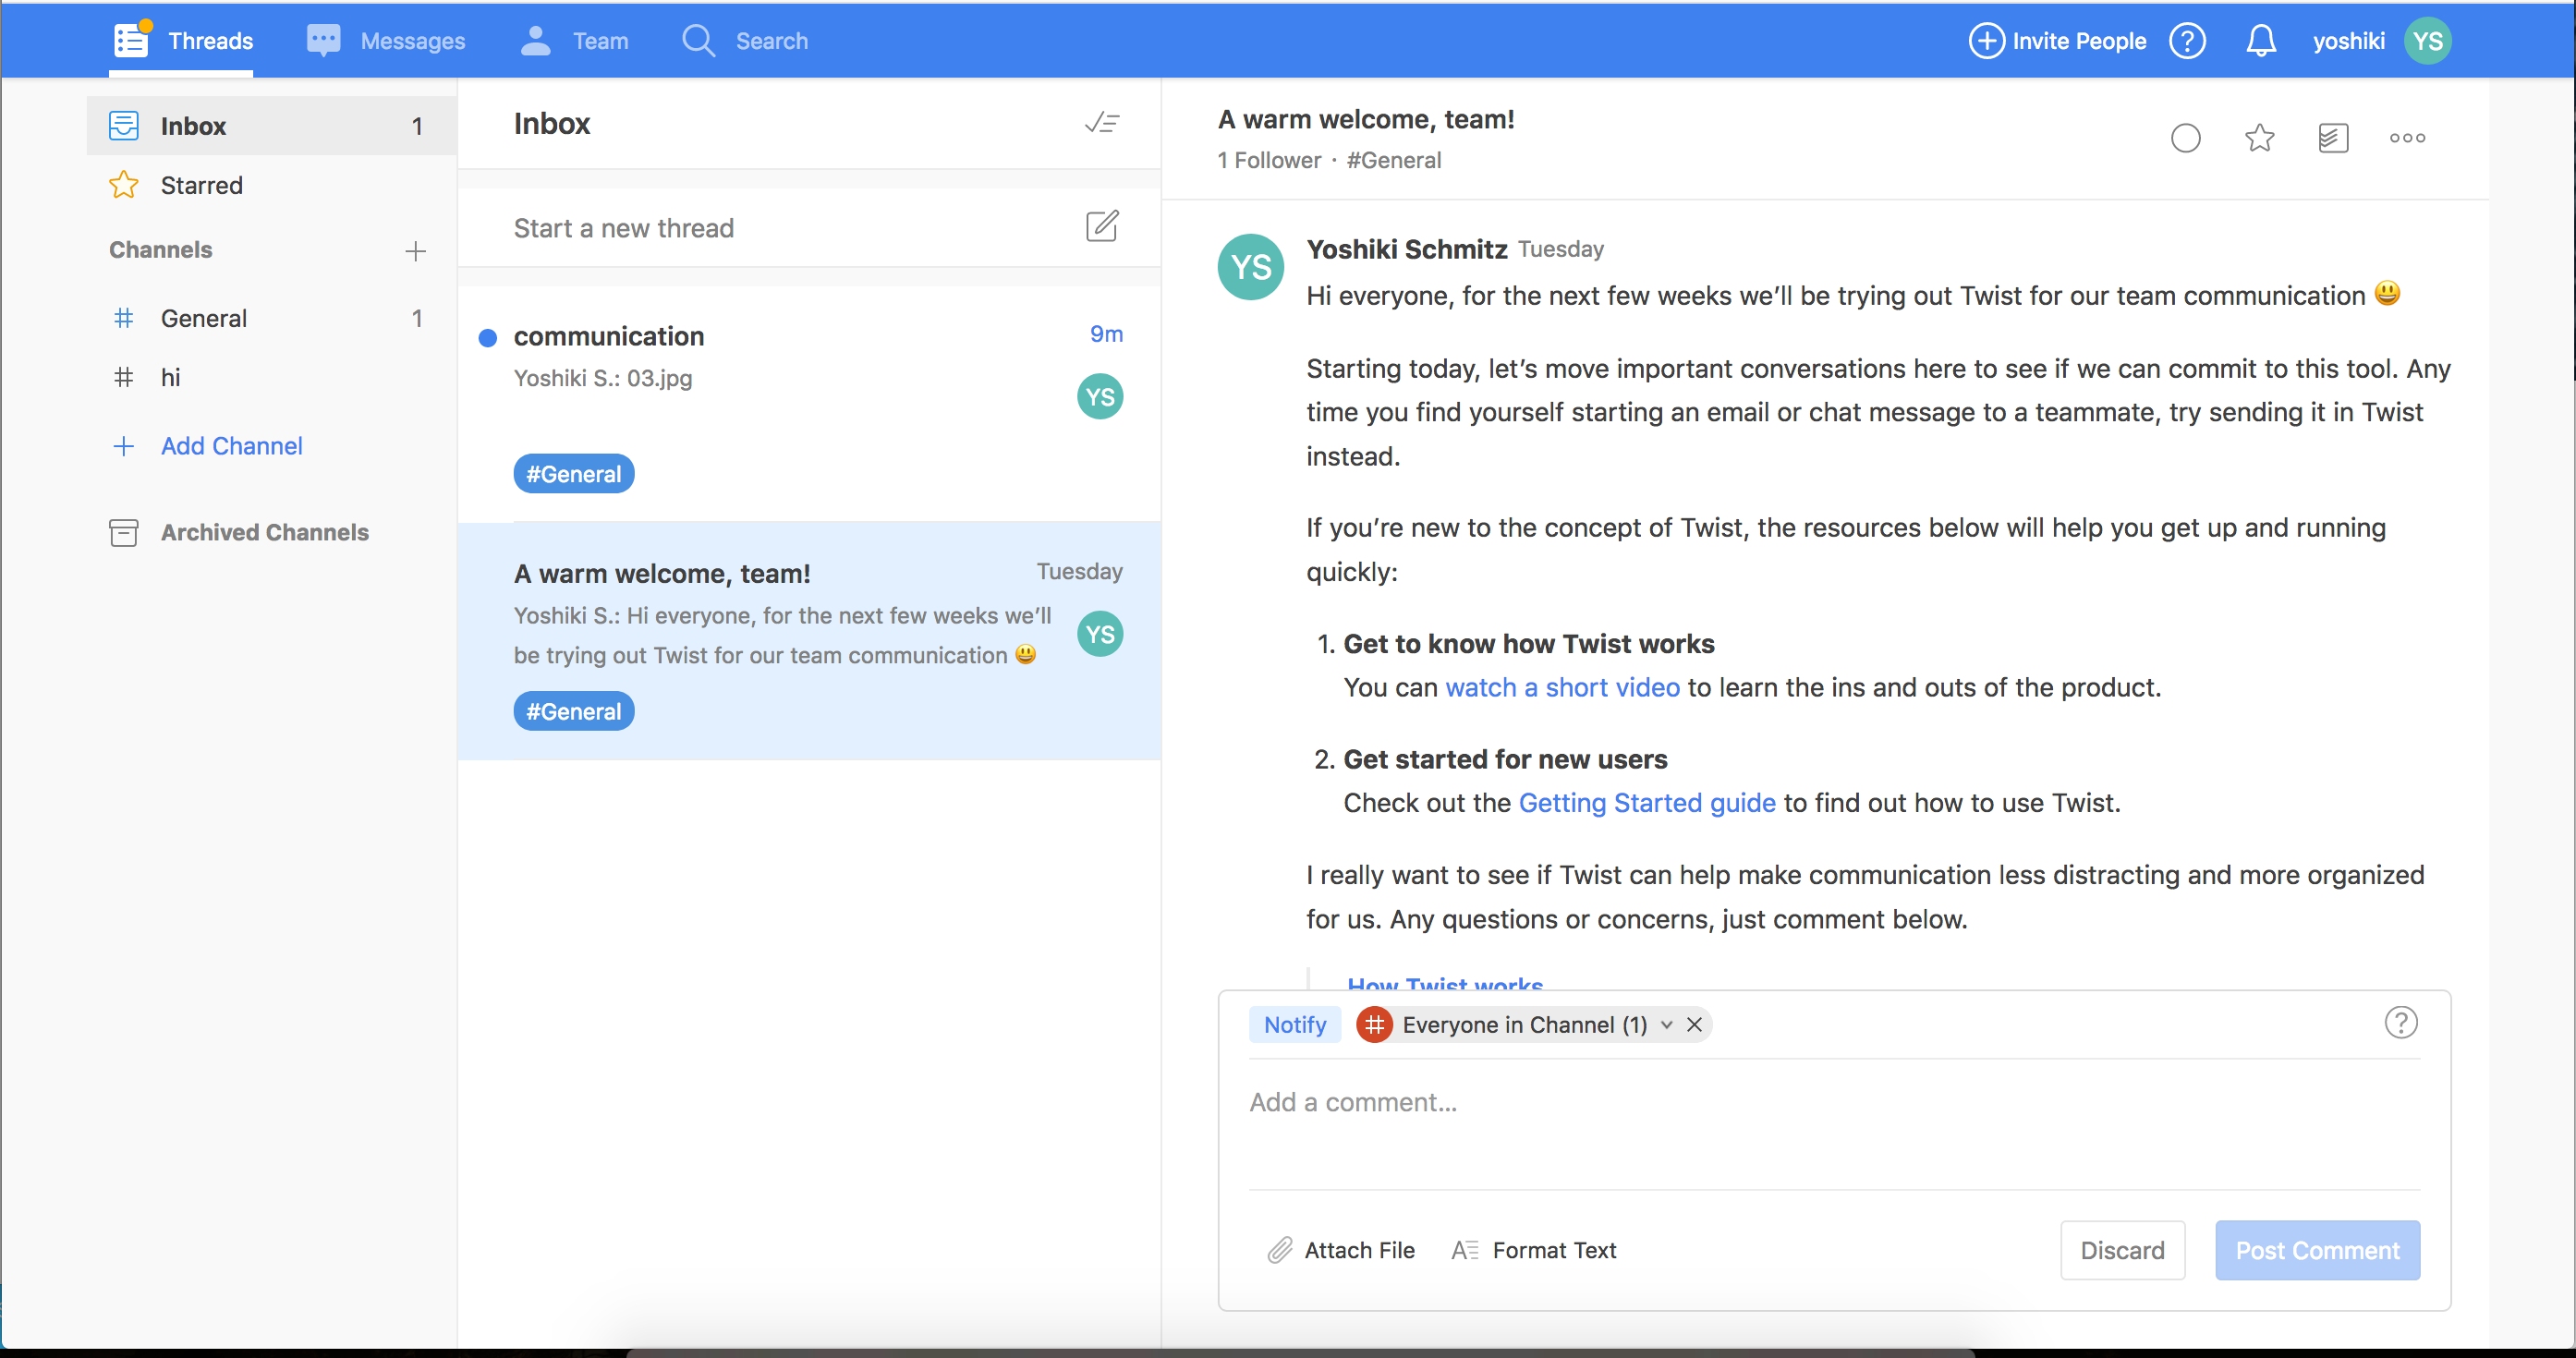 Threads
Messages
Team
Search
Invite People
yoshiki
YS
Inbox
1
Starred
Channels
General
1
hi
Add Channel
Archived Channels
Inbox
Start a new thread
communication
9m
Yoshiki S.: 03.jpg
YS
#General
A warm welcome, team!
Tuesday
Yoshiki S.: Hi everyone, for the next few weeks we’ll
be trying out Twist for our team communication 😃
YS
#General
A warm welcome, team!
1 Follower · #General
YS
Yoshiki Schmitz Tuesday
Hi everyone, for the next few weeks we’ll be trying out Twist for our team communication 😃
Starting today, let’s move important conversations here to see if we can commit to this tool. Any
time you find yourself starting an email or chat message to a teammate, try sending it in Twist
instead.
If you’re new to the concept of Twist, the resources below will help you get up and running
quickly:
1. Get to know how Twist works
You can watch a short video to learn the ins and outs of the product.
2. Get started for new users
Check out the Getting Started guide to find out how to use Twist.
I really want to see if Twist can help make communication less distracting and more organized
for us. Any questions or concerns, just comment below.
How Twist works
Notify
# Everyone in Channel (1)
Add a comment...
Attach File
Format Text
Discard
Post Comment